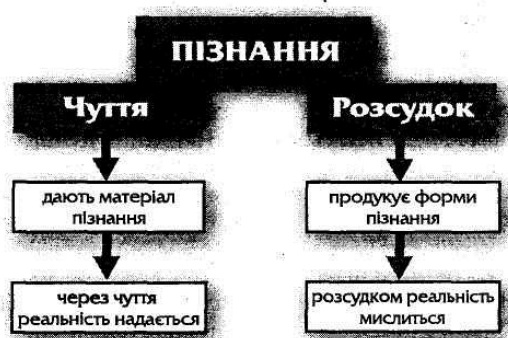 ПІЗНАННЯ
Чуття
Розсудок
дають матеріал
пізнання
продукує форми
пізнання
через чуття
реальність надається
розсудком реальність
мислиться